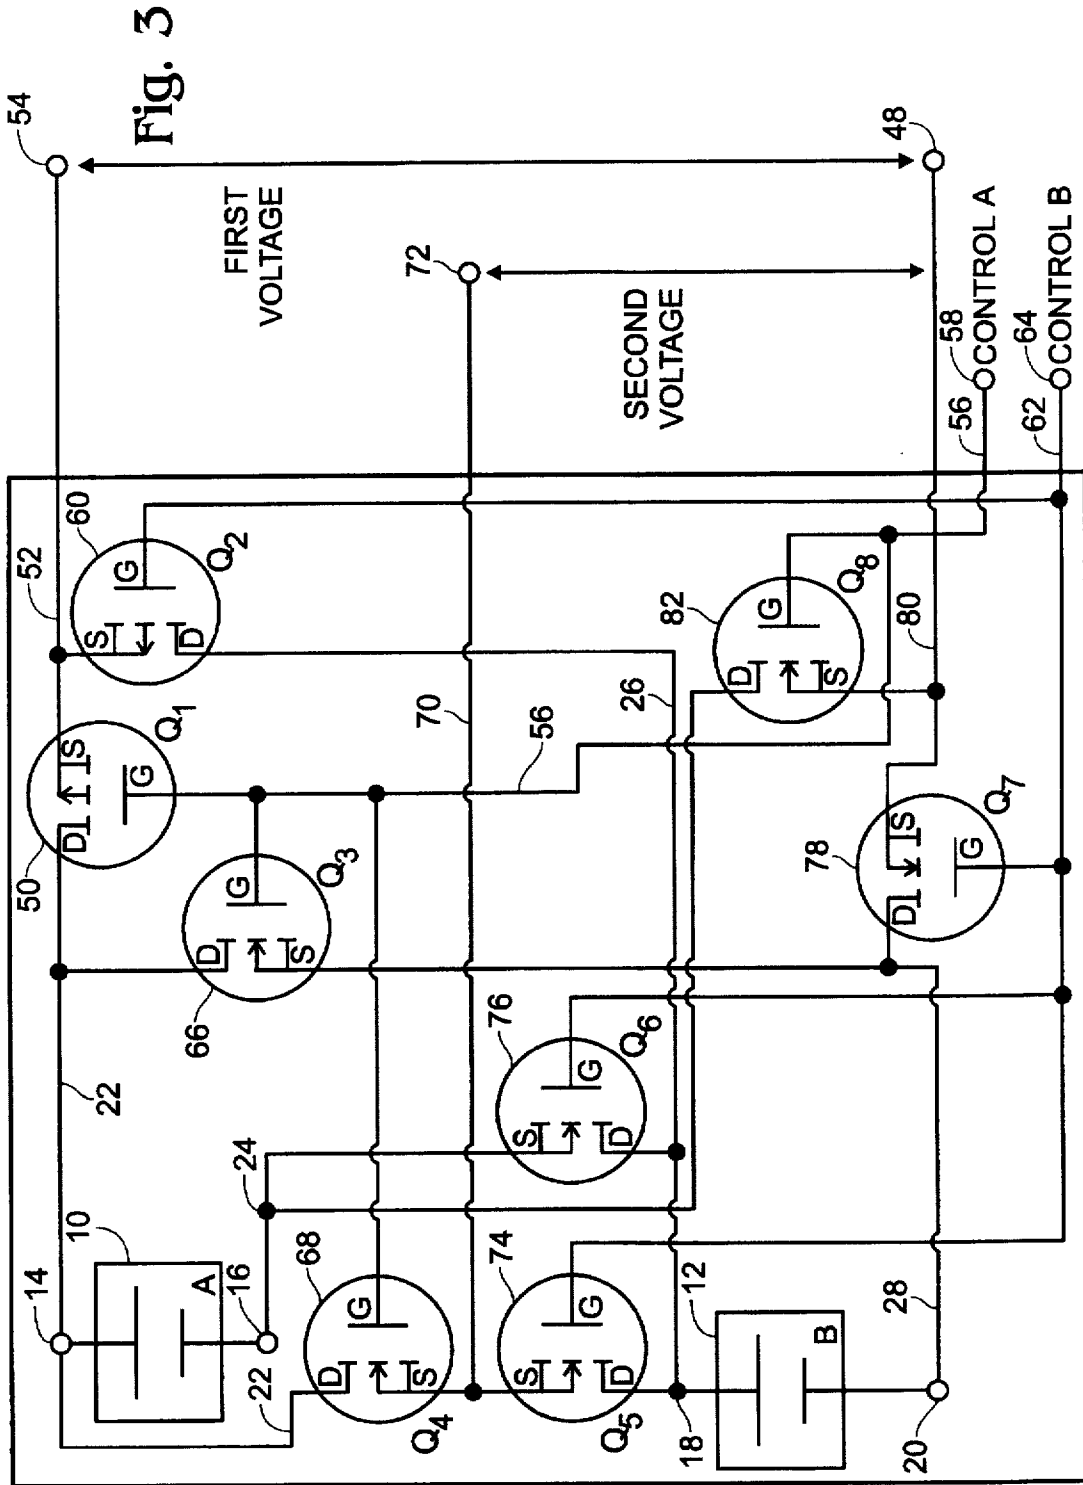 Fig. 3
54
48
FIRST
VOLTAGE
72
SECOND
VOLTAGE
CONTROL A
CONTROL B
58
64
56
62
52
60
G
S
D
Q2
82
G
D
S
Q8
80
70
26
56
50
D
S
G
Q1
66
D
G
S
Q3
78
D
S
G
Q7
22
76
S
G
D
Q6
24
14
10
A
16
22
68
D
G
S
Q4
74
S
G
D
Q5
18
12
B
20
28